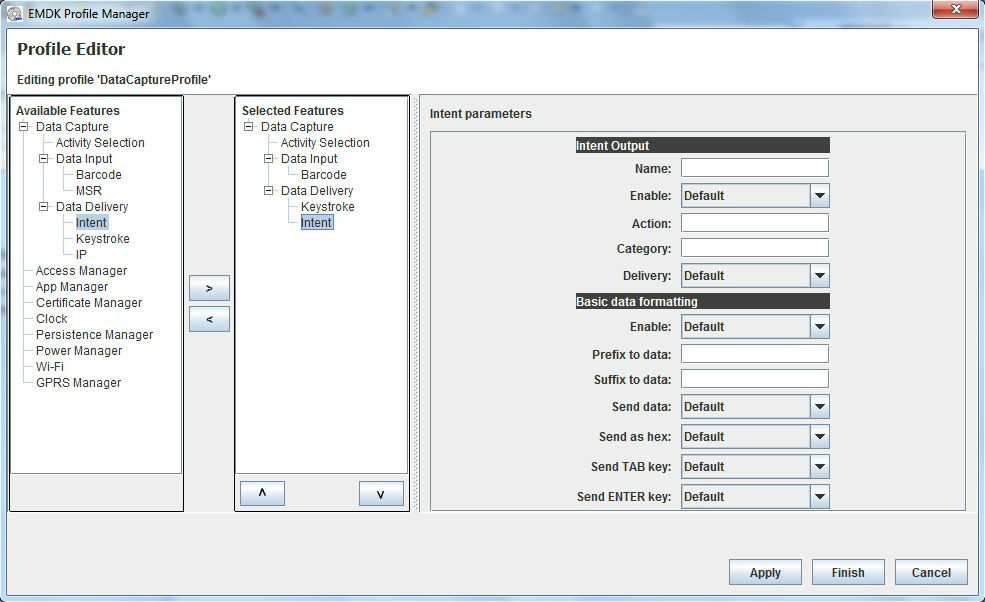 EMDK Profile Manager
Profile Editor
Editing profile 'DataCaptureProfile'
Available Features
Data Capture
Activity Selection
Data Input
Barcode
MSR
Data Delivery
Intent
Keystroke
IP
Access Manager
App Manager
Certificate Manager
Clock
Persistence Manager
Power Manager
Wi-Fi
GPRS Manager
>
<
Selected Features
Data Capture
Activity Selection
Data Input
Barcode
Data Delivery
Keystroke
Intent
Intent parameters
Intent Output
Name:
Enable: Default
Action:
Category:
Delivery: Default
Basic data formatting
Enable: Default
Prefix to data:
Suffix to data:
Send data: Default
Send as hex: Default
Send TAB key: Default
Send ENTER key: Default
Apply Finish Cancel